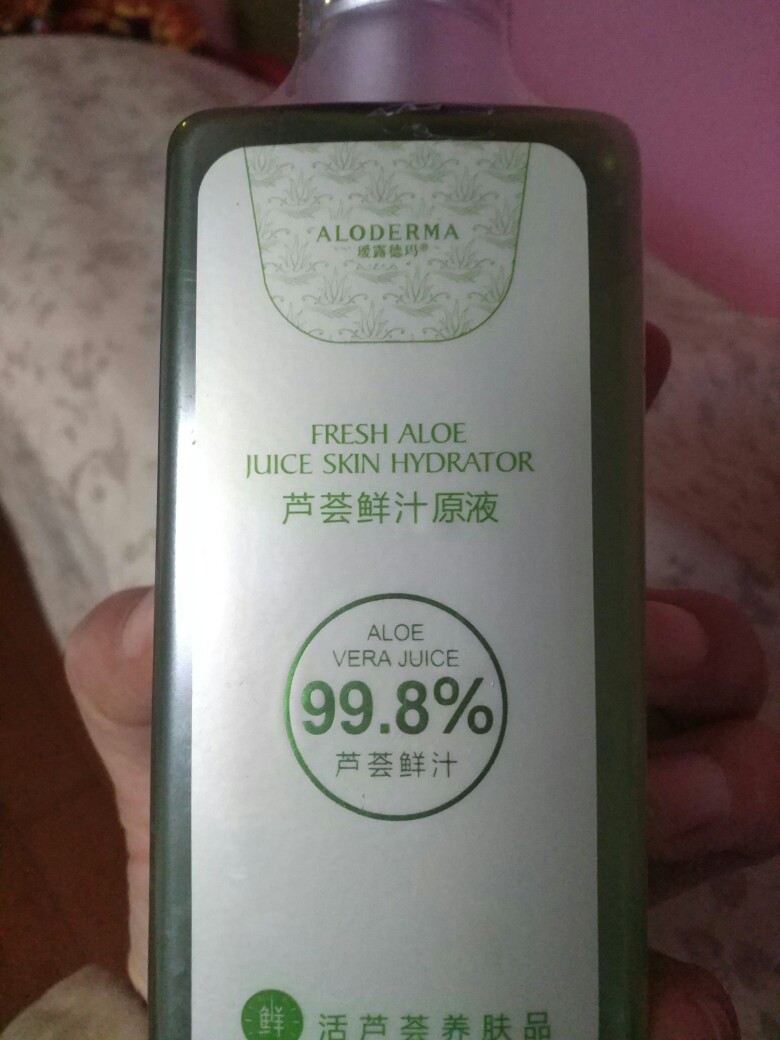 ALODERMA
瑷露德玛®
FRESH ALOE
JUICE SKIN HYDRATOR
芦荟鲜汁原液
ALOE
VERA JUICE
99.8%
芦荟鲜汁
鲜
活芦荟养肤品